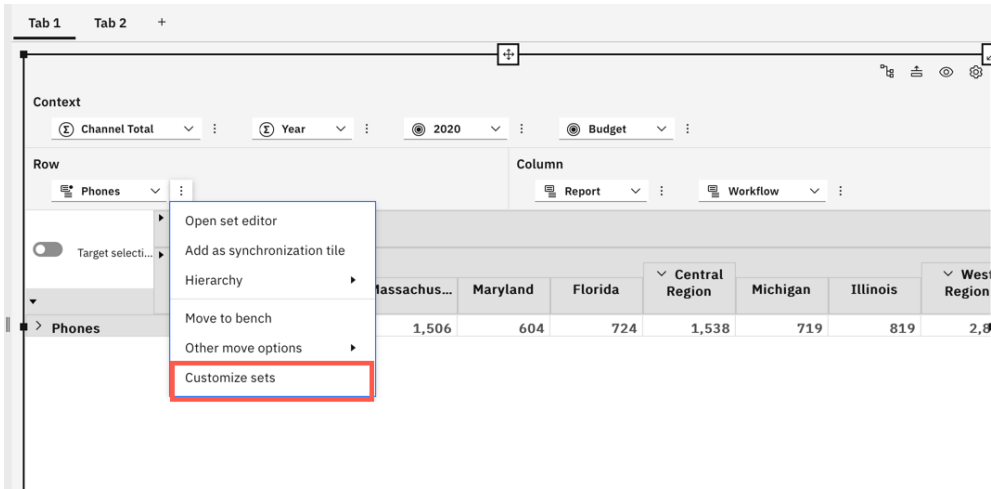 Tab 1 Tab 2 +
Context
Channel Total Year 2020 Budget
Row Column
Phones Report Workflow
Open set editor
Add as synchronization tile
Hierarchy
Move to bench
Other move options
Customize sets
Target selecti...
Central Region
Massachus... Maryland Florida Michigan Illinois
West Region
Phones 1,506 604 724 1,538 719 819 2,8